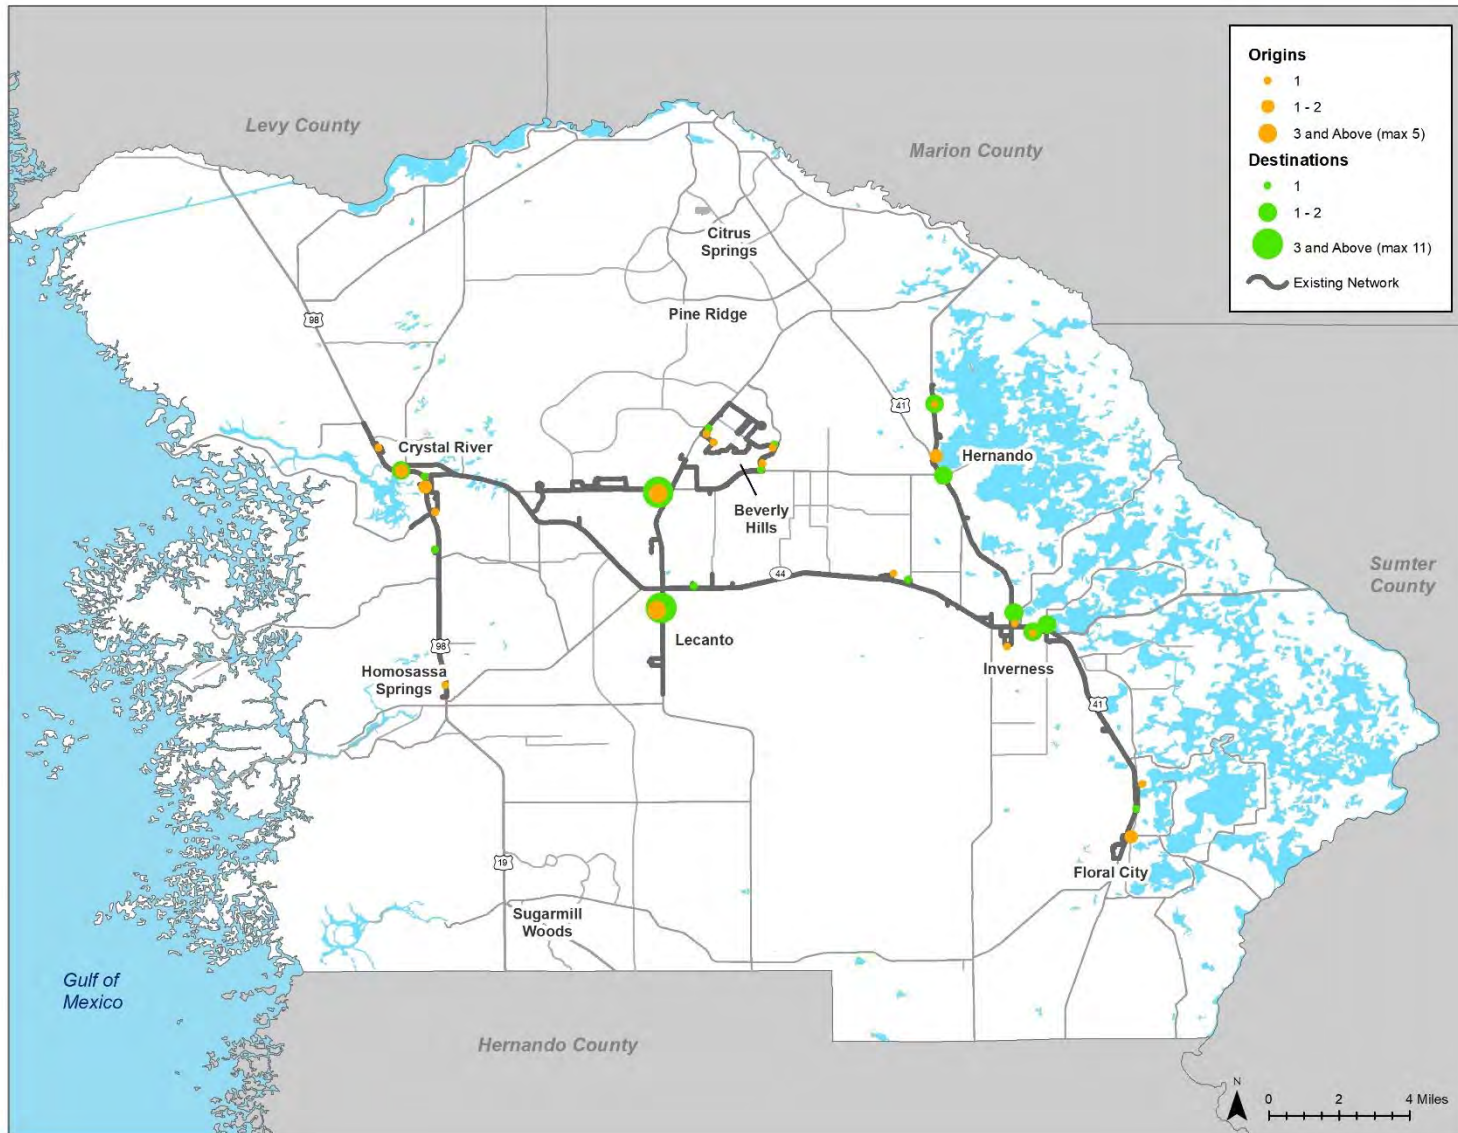 Origins
1
1 - 2
3 and Above (max 5)
Destinations
1
1 - 2
3 and Above (max 11)
Existing Network
Levy County
Marion County
Citrus
Springs
Pine Ridge
98
41
Crystal River
Hernando
Beverly
Hills
44
Sumter
County
Lecanto
98
Inverness
Homosassa
Springs
41
19
Floral City
Sugarmill
Woods
Gulf of
Mexico
Hernando County
N
0 2 4 Miles